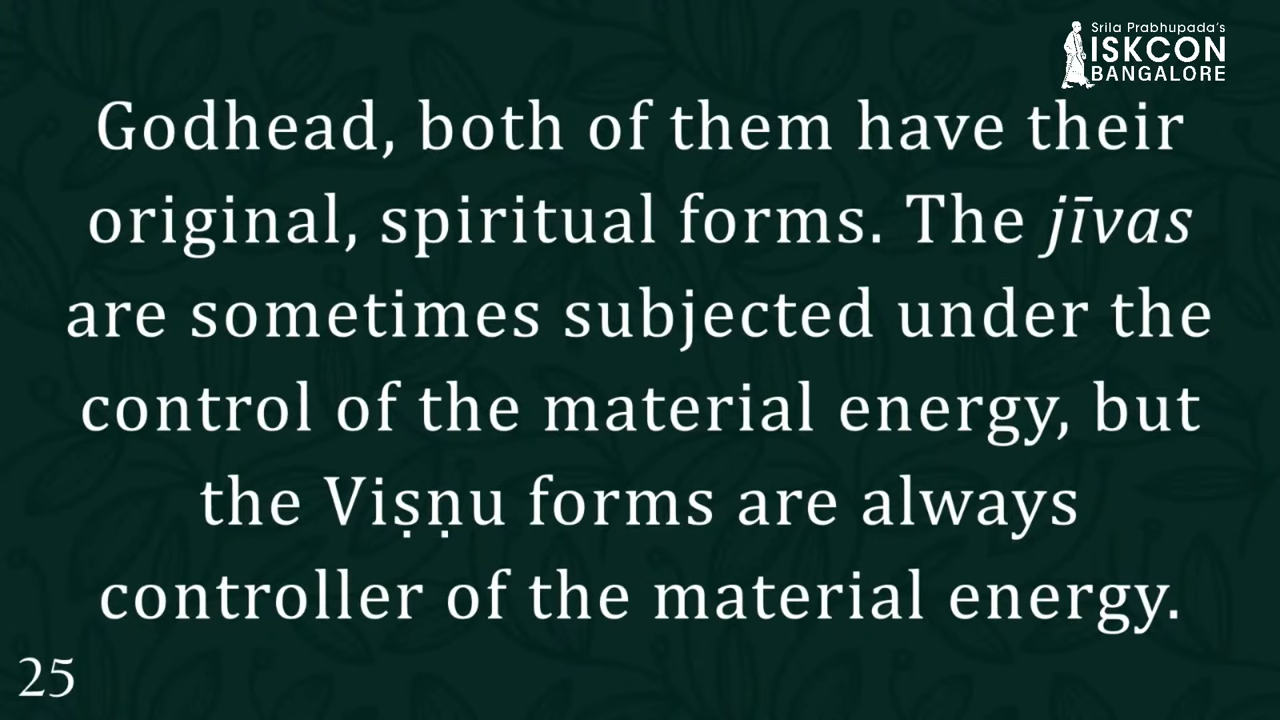 Srila Prabhupada's
ISKCON
BANGALORE
Godhead, both of them have their
original, spiritual forms. The jīvas
are sometimes subjected under the
control of the material energy, but
the Viṣṇu forms are always
controller of the material energy.
25